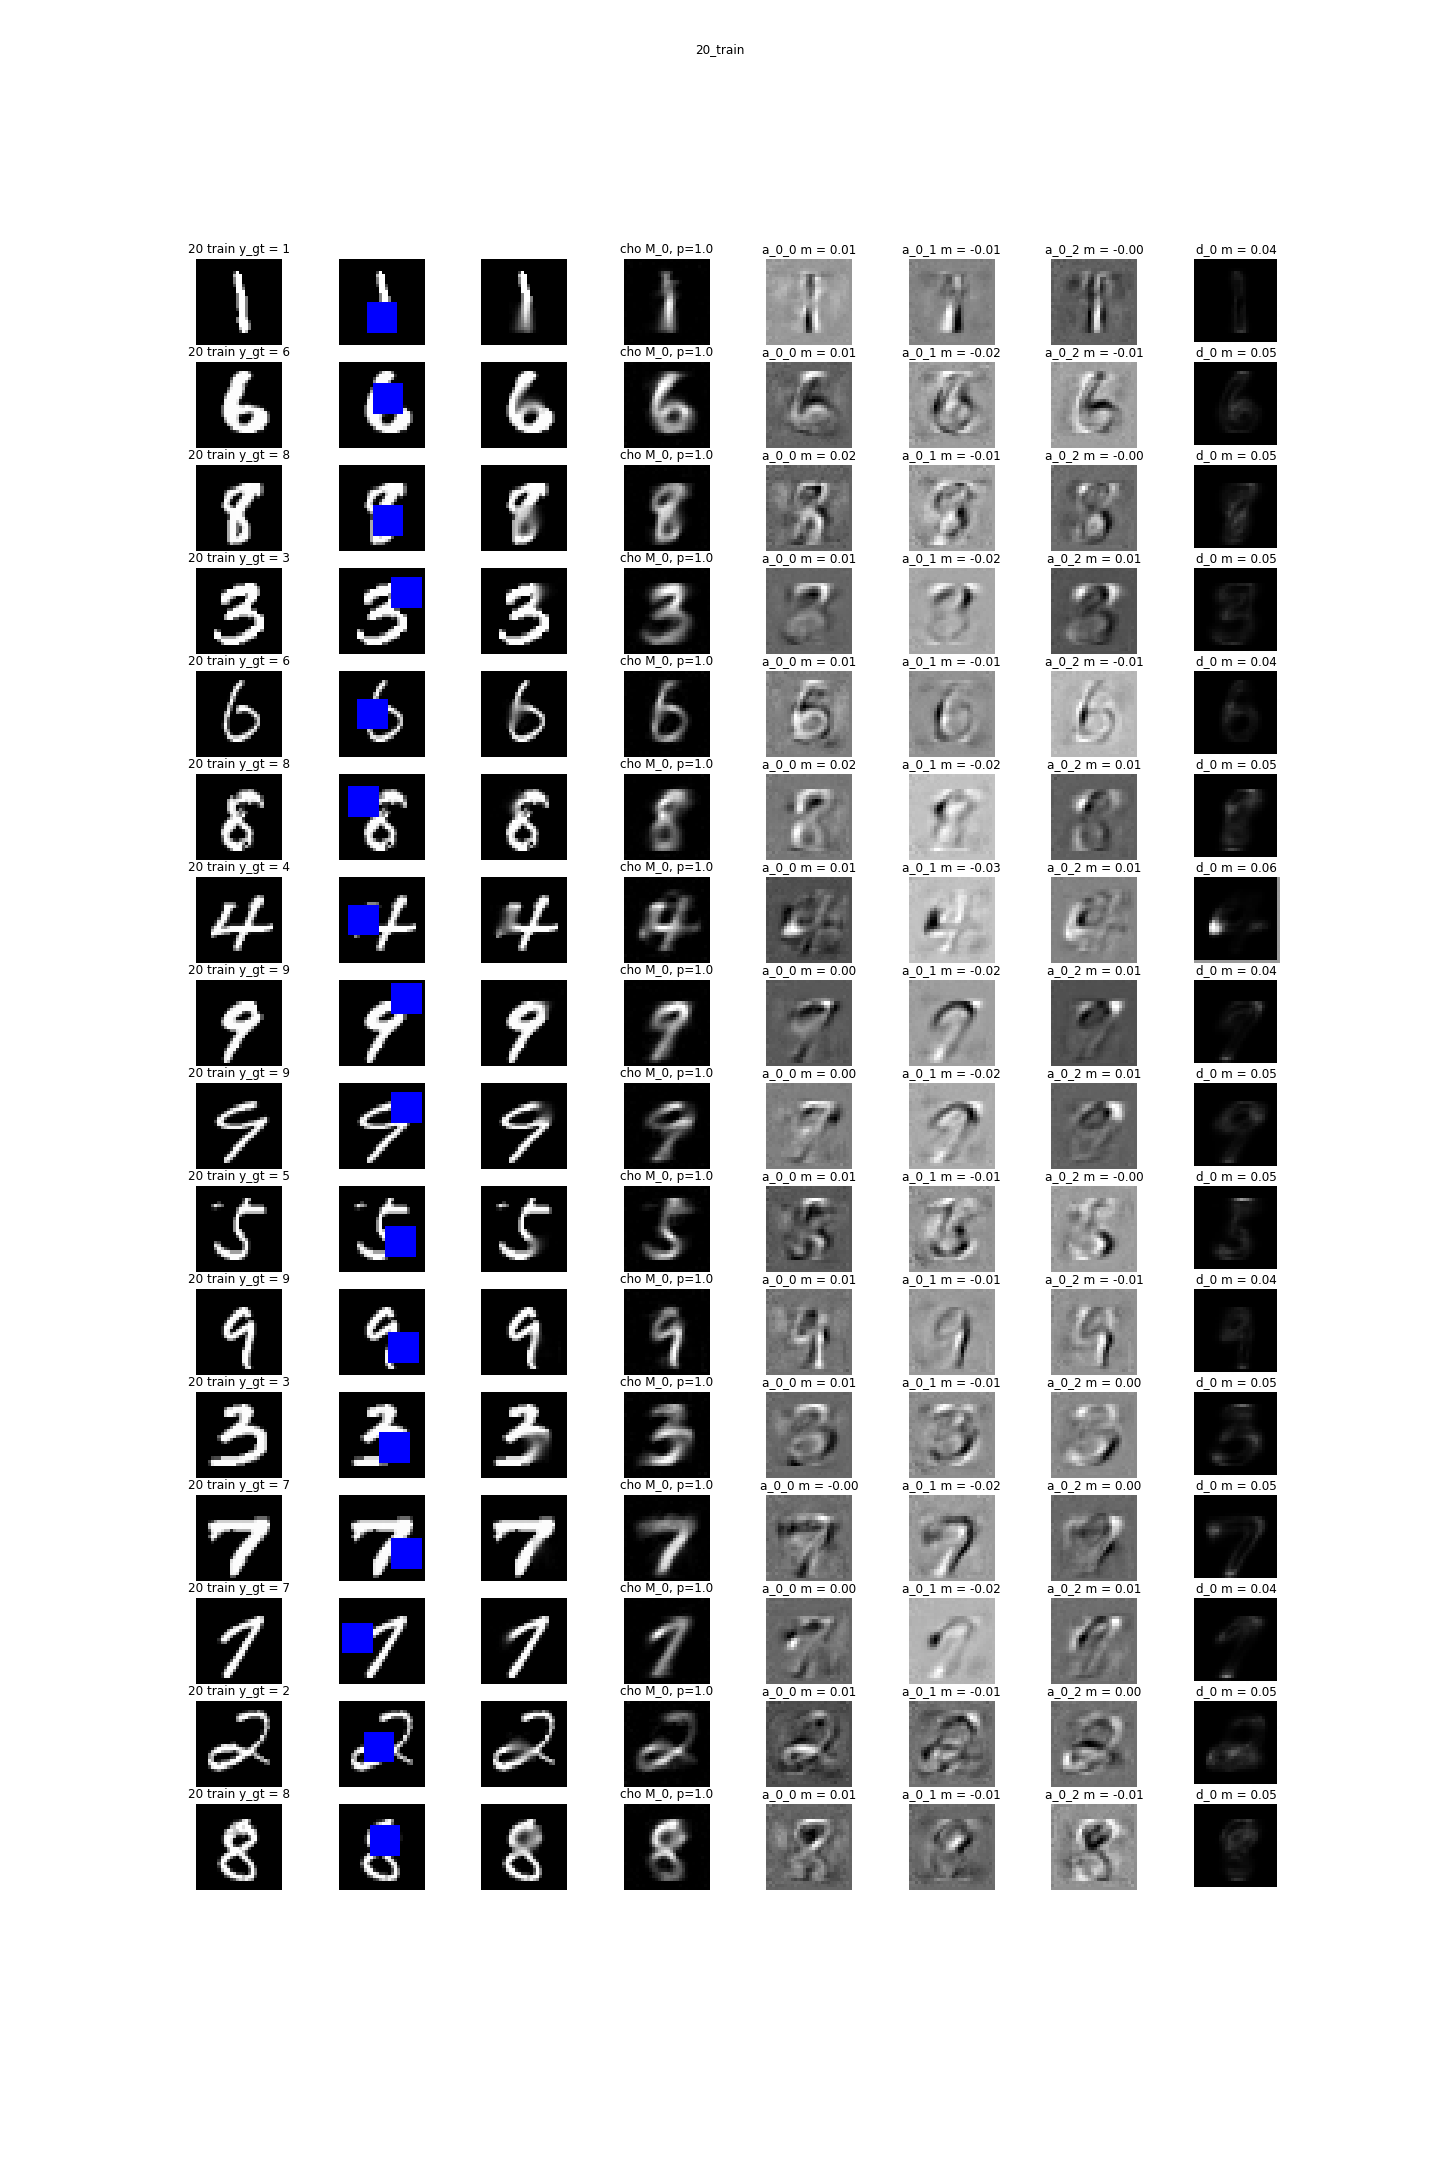 20_train
20 train y_gt = 1 cho M_0, p=1.0 a_0_0 m = 0.01 a_0_1 m = -0.01 a_0_2 m = -0.00 d_0 m = 0.04
20 train y_gt = 6 cho M_0, p=1.0 a_0_0 m = 0.01 a_0_1 m = -0.02 a_0_2 m = -0.01 d_0 m = 0.05
20 train y_gt = 8 cho M_0, p=1.0 a_0_0 m = 0.02 a_0_1 m = -0.01 a_0_2 m = -0.00 d_0 m = 0.05
20 train y_gt = 3 cho M_0, p=1.0 a_0_0 m = 0.01 a_0_1 m = -0.02 a_0_2 m = 0.01 d_0 m = 0.05
20 train y_gt = 6 cho M_0, p=1.0 a_0_0 m = 0.01 a_0_1 m = -0.01 a_0_2 m = -0.01 d_0 m = 0.04
20 train y_gt = 8 cho M_0, p=1.0 a_0_0 m = 0.02 a_0_1 m = -0.02 a_0_2 m = 0.01 d_0 m = 0.05
20 train y_gt = 4 cho M_0, p=1.0 a_0_0 m = 0.01 a_0_1 m = -0.03 a_0_2 m = 0.01 d_0 m = 0.06
20 train y_gt = 9 cho M_0, p=1.0 a_0_0 m = 0.00 a_0_1 m = -0.02 a_0_2 m = 0.01 d_0 m = 0.04
20 train y_gt = 9 cho M_0, p=1.0 a_0_0 m = 0.00 a_0_1 m = -0.02 a_0_2 m = 0.01 d_0 m = 0.05
20 train y_gt = 5 cho M_0, p=1.0 a_0_0 m = 0.01 a_0_1 m = -0.01 a_0_2 m = -0.00 d_0 m = 0.05
20 train y_gt = 9 cho M_0, p=1.0 a_0_0 m = 0.01 a_0_1 m = -0.01 a_0_2 m = -0.01 d_0 m = 0.04
20 train y_gt = 3 cho M_0, p=1.0 a_0_0 m = 0.01 a_0_1 m = -0.01 a_0_2 m = 0.00 d_0 m = 0.05
20 train y_gt = 7 cho M_0, p=1.0 a_0_0 m = -0.00 a_0_1 m = -0.02 a_0_2 m = 0.00 d_0 m = 0.05
20 train y_gt = 7 cho M_0, p=1.0 a_0_0 m = 0.00 a_0_1 m = -0.02 a_0_2 m = 0.01 d_0 m = 0.04
20 train y_gt = 2 cho M_0, p=1.0 a_0_0 m = 0.01 a_0_1 m = -0.01 a_0_2 m = 0.00 d_0 m = 0.05
20 train y_gt = 8 cho M_0, p=1.0 a_0_0 m = 0.01 a_0_1 m = -0.01 a_0_2 m = -0.01 d_0 m = 0.05